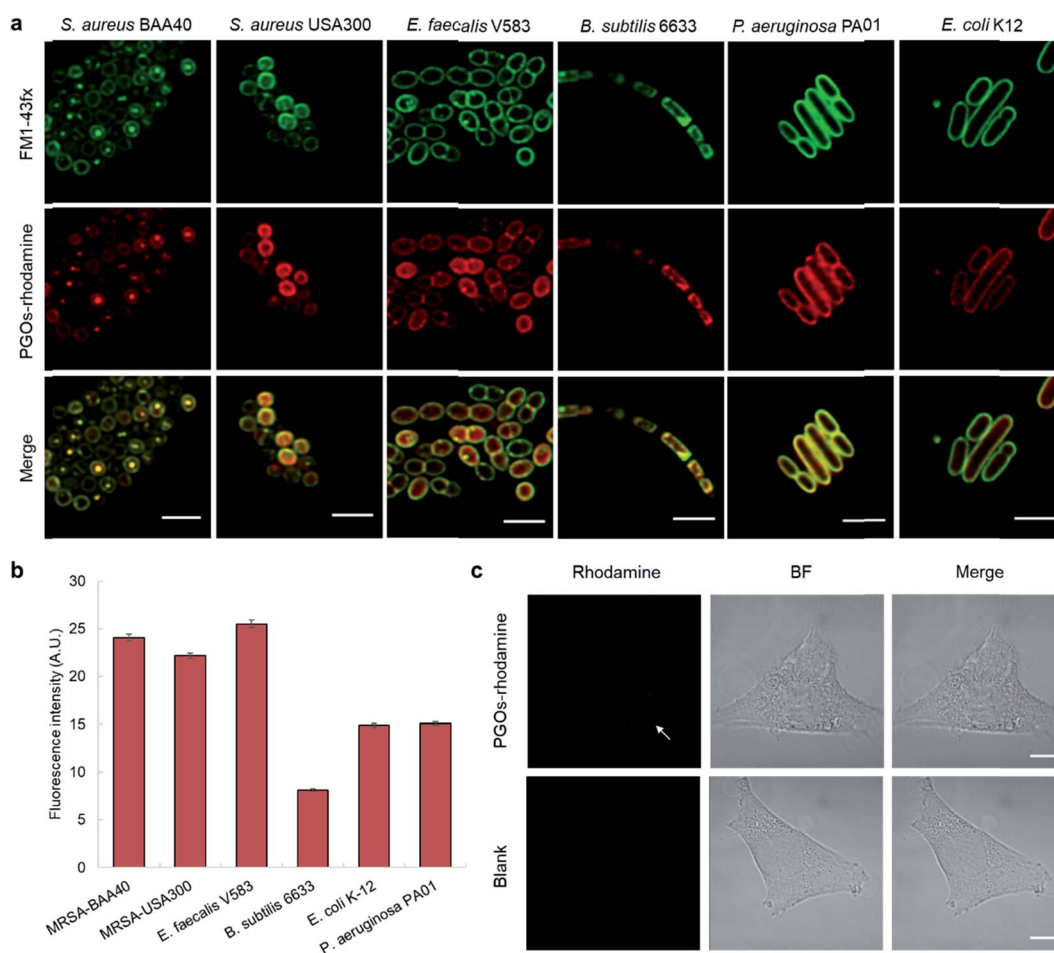 a
S. aureus BAA40 S. aureus USA300 E. faecalis V583 B. subtilis 6633 P. aeruginosa PA01 E. coli K12
FM1-43fx
PGOs-rhodamine
Merge
b
Fluorescence intensity (A.U.)
30
25
20
15
10
5
0
MRSA-BAA40
MRSA-USA300
E. faecalis V583
B. subtilis 6633
E. coli K-12
P. aeruginosa PA01
c
Rhodamine BF Merge
PGOs-rhodamine
Blank